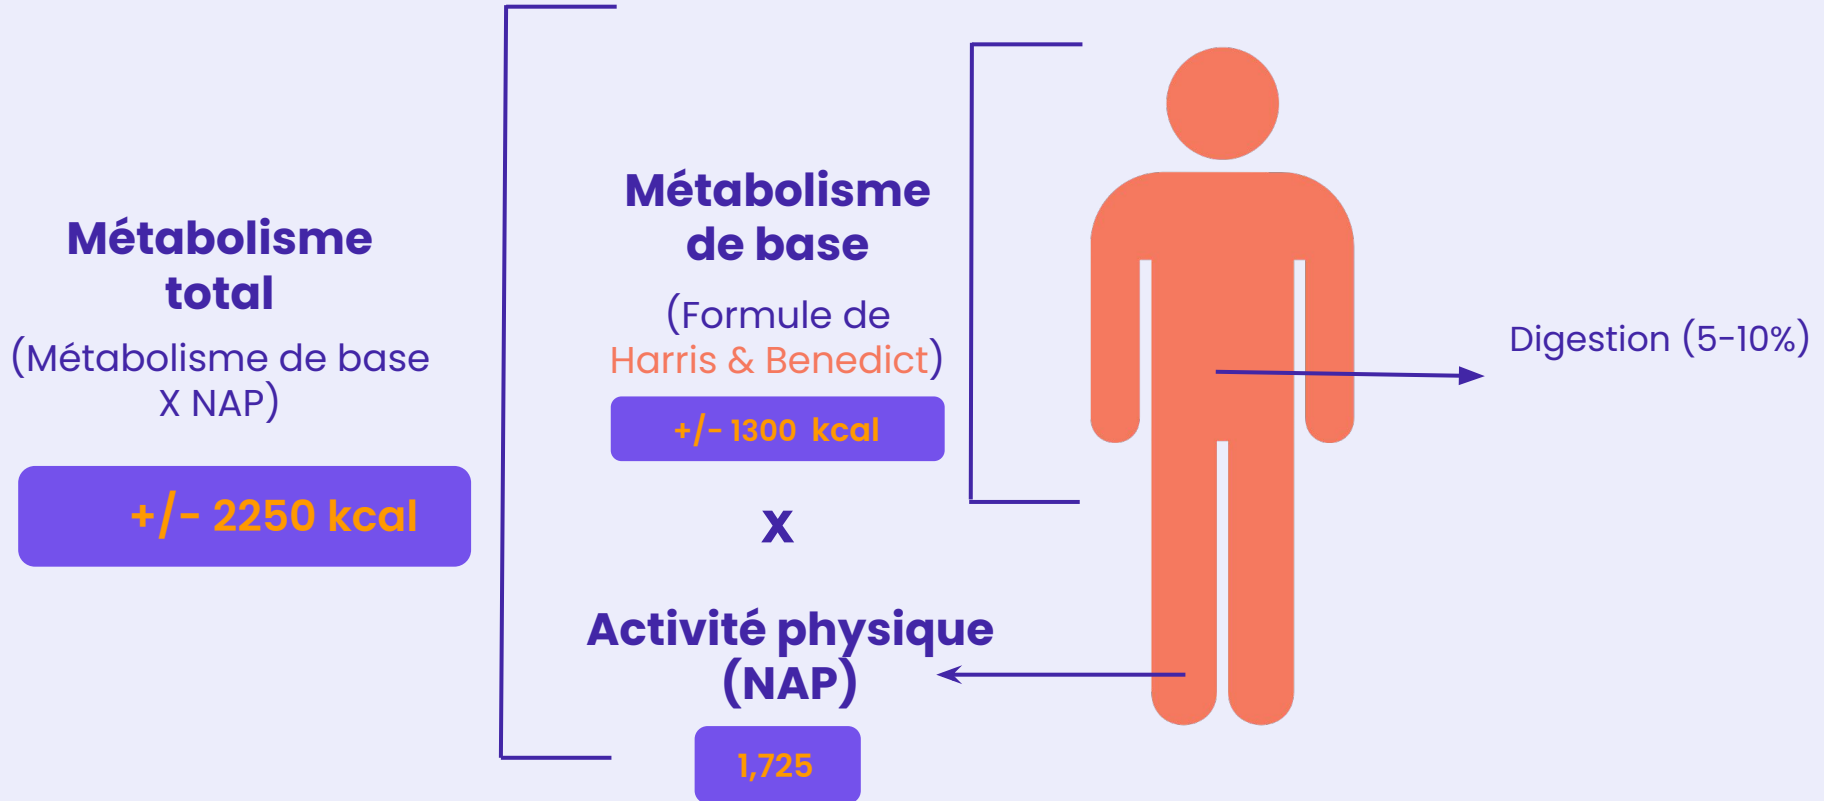 Métabolisme
total
(Métabolisme de base
X NAP)
+/- 2250 kcal
Métabolisme
de base
(Formule de
Harris & Benedict)
+/- 1300 kcal
x
Activité physique
(NAP)
1,725
Digestion (5-10%)